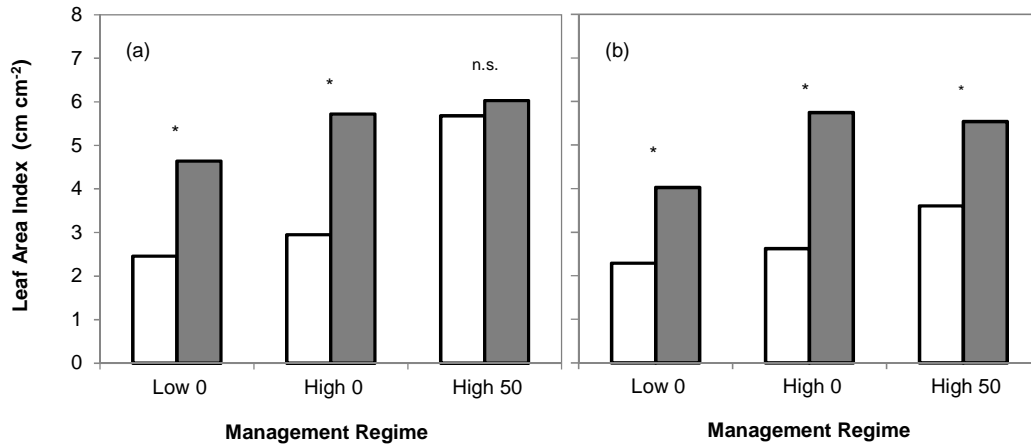 8
7
6
5
4
3
2
1
0
Leaf Area Index (cm cm-2)
(a)
*
*
n.s.
Low 0
High 0
High 50
Management Regime
(b)
*
*
*
Low 0
High 0
High 50
Management Regime